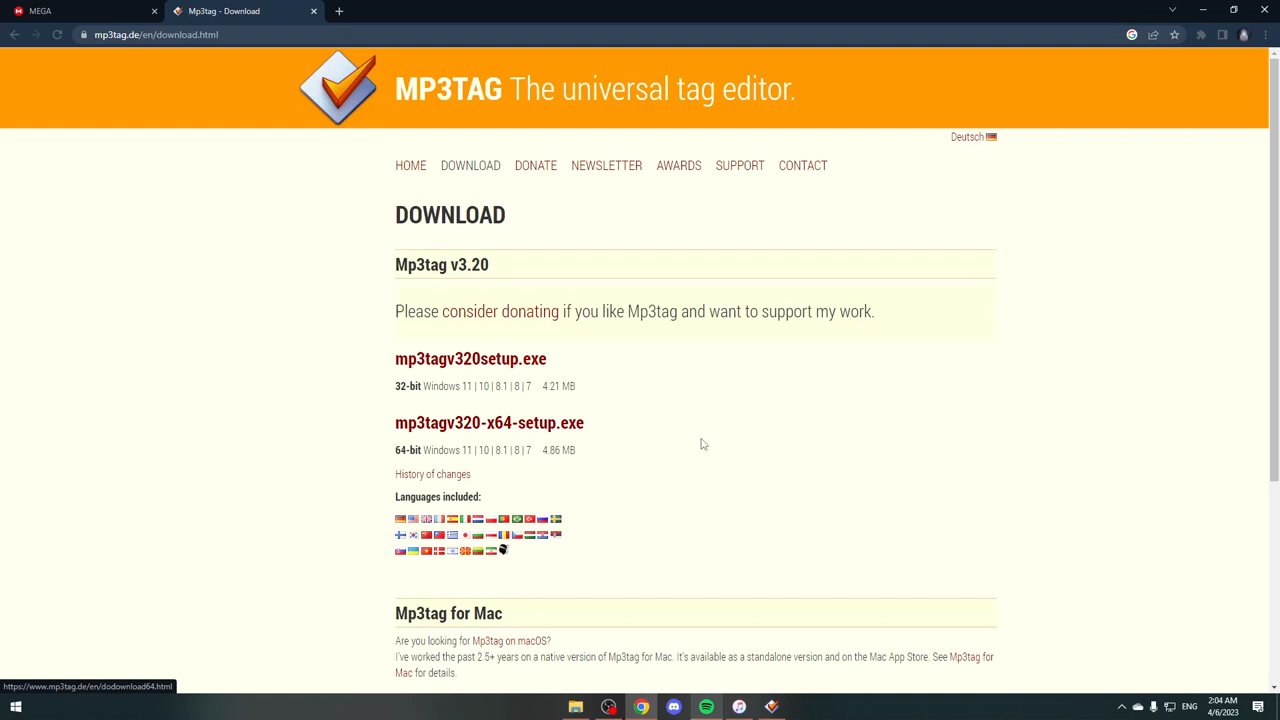 MEGA
Mp3tag - Download
mp3tag.de/en/download.html
MP3TAG The universal tag editor.
Deutsch
HOME DOWNLOAD DONATE NEWSLETTER AWARDS SUPPORT CONTACT
DOWNLOAD
Mp3tag v3.20
Please consider donating if you like Mp3tag and want to support my work.
mp3tagv320setup.exe
32-bit Windows 11 | 10 | 8.1 | 8 | 7 4.21 MB
mp3tagv320-x64-setup.exe
64-bit Windows 11 | 10 | 8.1 | 8 | 7 4.86 MB
History of changes
Languages included:
Mp3tag for Mac
Are you looking for Mp3tag on macOS?
I've worked the past 2.5+ years on a native version of Mp3tag for Mac. It's available as a standalone version and on the Mac App Store. See Mp3tag for
Mac for details.
https://www.mp3tag.de/en/dodownload64.html
2:04 AM
4/6/2023